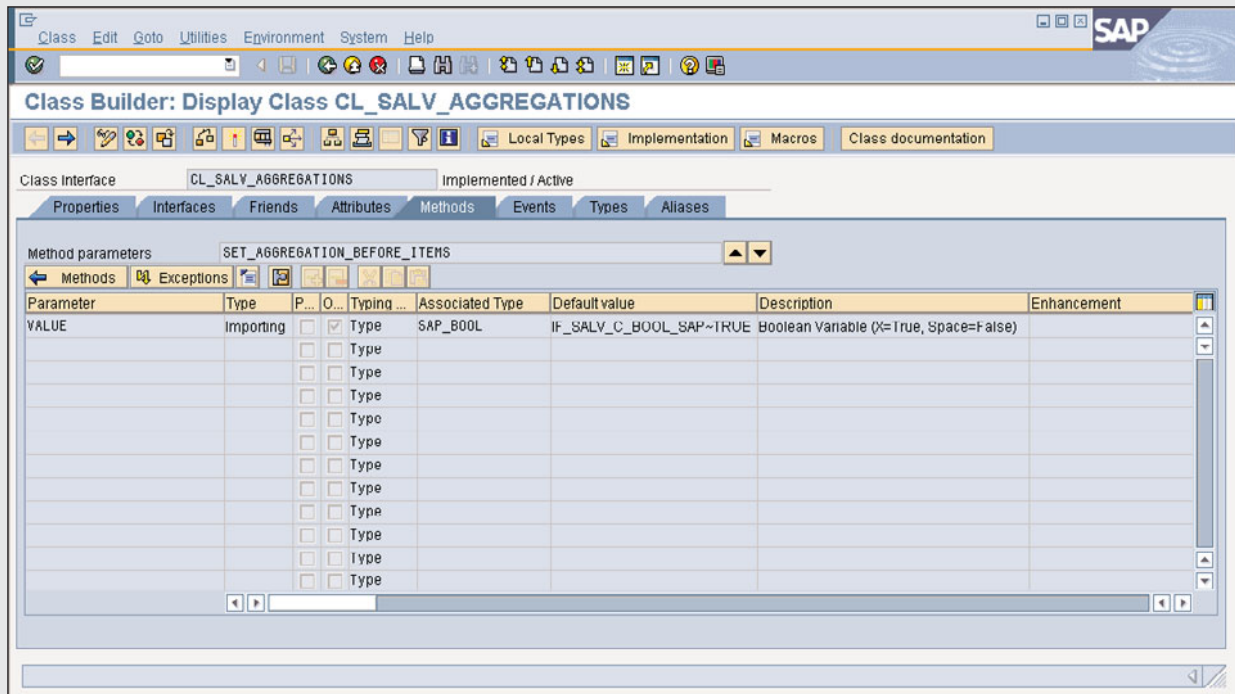 Class Edit Goto Utilities Environment System Help
SAP
Class Builder: Display Class CL_SALV_AGGREGATIONS
Local Types Implementation Macros Class documentation
Class Interface CL_SALV_AGGREGATIONS Implemented / Active
Properties Interfaces Friends Attributes Methods Events Types Aliases
Method parameters SET_AGGREGATION_BEFORE_ITEMS
Methods Exceptions
Parameter Type P... O... Typing ... Associated Type Default value Description Enhancement
VALUE Importing Type SAP_BOOL IF_SALV_C_BOOL_SAP~TRUE Boolean Variable (X=True, Space=False)
Type
Type
Type
Type
Type
Type
Type
Type
Type
Type
Type